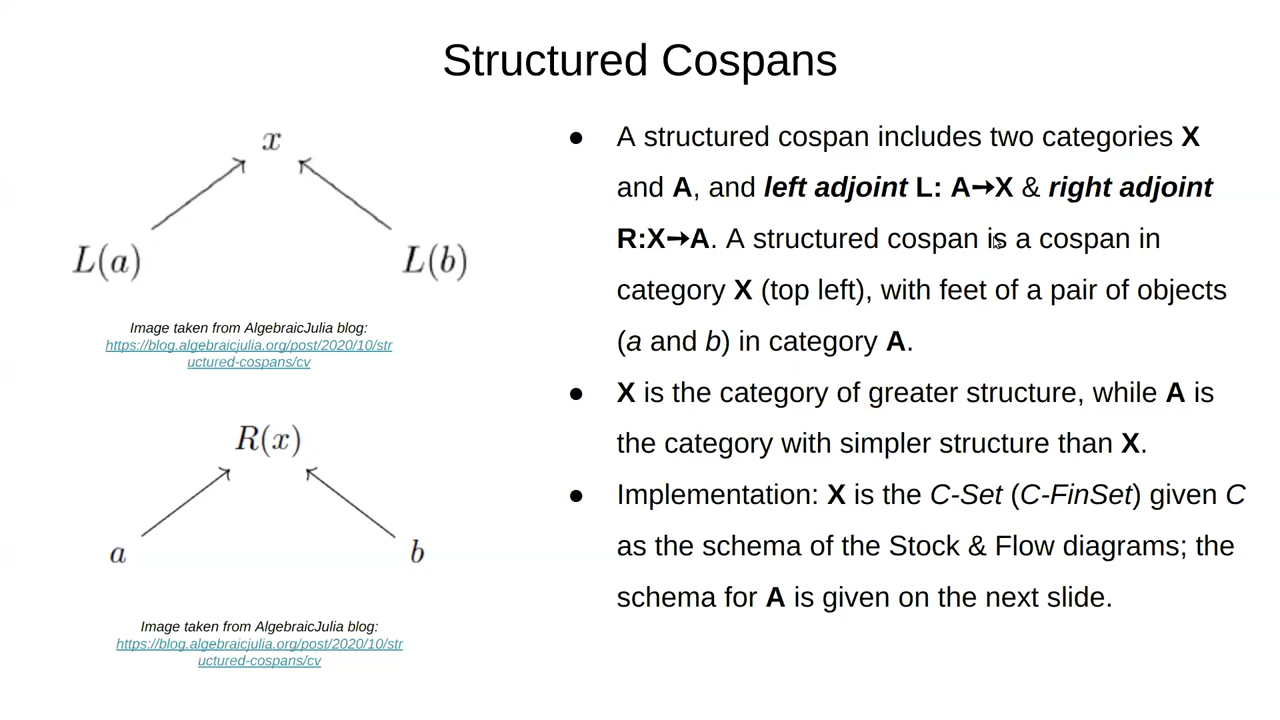 Structured Cospans
x
L(a)
L(b)
Image taken from AlgebraicJulia blog:
https://blog.algebraicjulia.org/post/2020/10/str
uctured-cospans/cv
R(x)
a
b
Image taken from AlgebraicJulia blog:
https://blog.algebraicjulia.org/post/2020/10/str
uctured-cospans/cv
● A structured cospan includes two categories X
and A, and left adjoint L: A→X & right adjoint
R:X→A. A structured cospan is a cospan in
category X (top left), with feet of a pair of objects
(a and b) in category A.
● X is the category of greater structure, while A is
the category with simpler structure than X.
● Implementation: X is the C-Set (C-FinSet) given C
as the schema of the Stock & Flow diagrams; the
schema for A is given on the next slide.